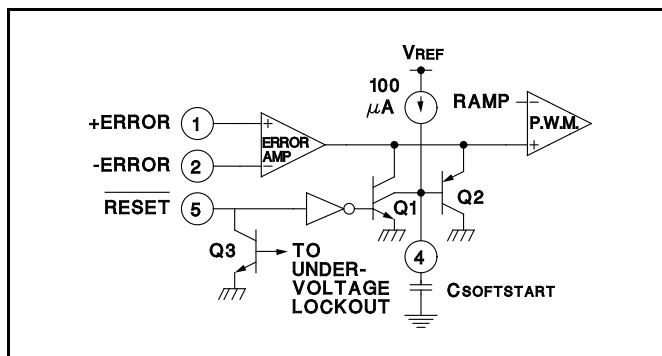 VREF
100
µA
RAMP
P.W.M.
+ERROR 1
ERROR
AMP
-ERROR 2
RESET 5
Q1
Q2
Q3
TO
UNDER-
VOLTAGE
LOCKOUT
4
CSOFTSTART
+
−
−
+